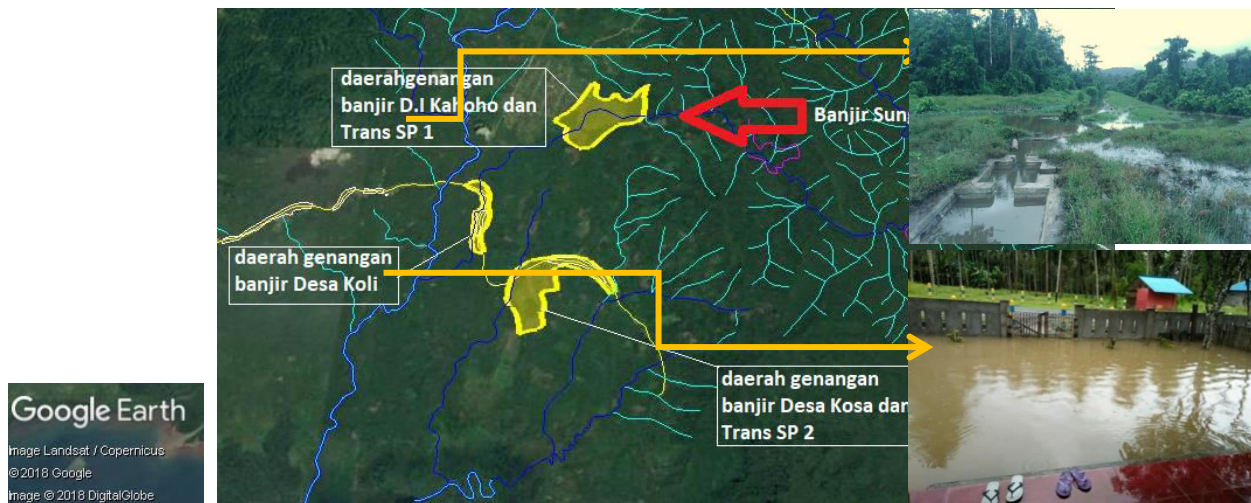 daerahgenangan
banjir D.I Kahoho dan
Trans SP 1
Banjir Sun
daerah genangan
banjir Desa Koli
daerah genangan
banjir Desa Kosa dan
Trans SP 2
Google Earth
Image Landsat / Copernicus
© 2018 Google
Image © 2018 DigitalGlobe